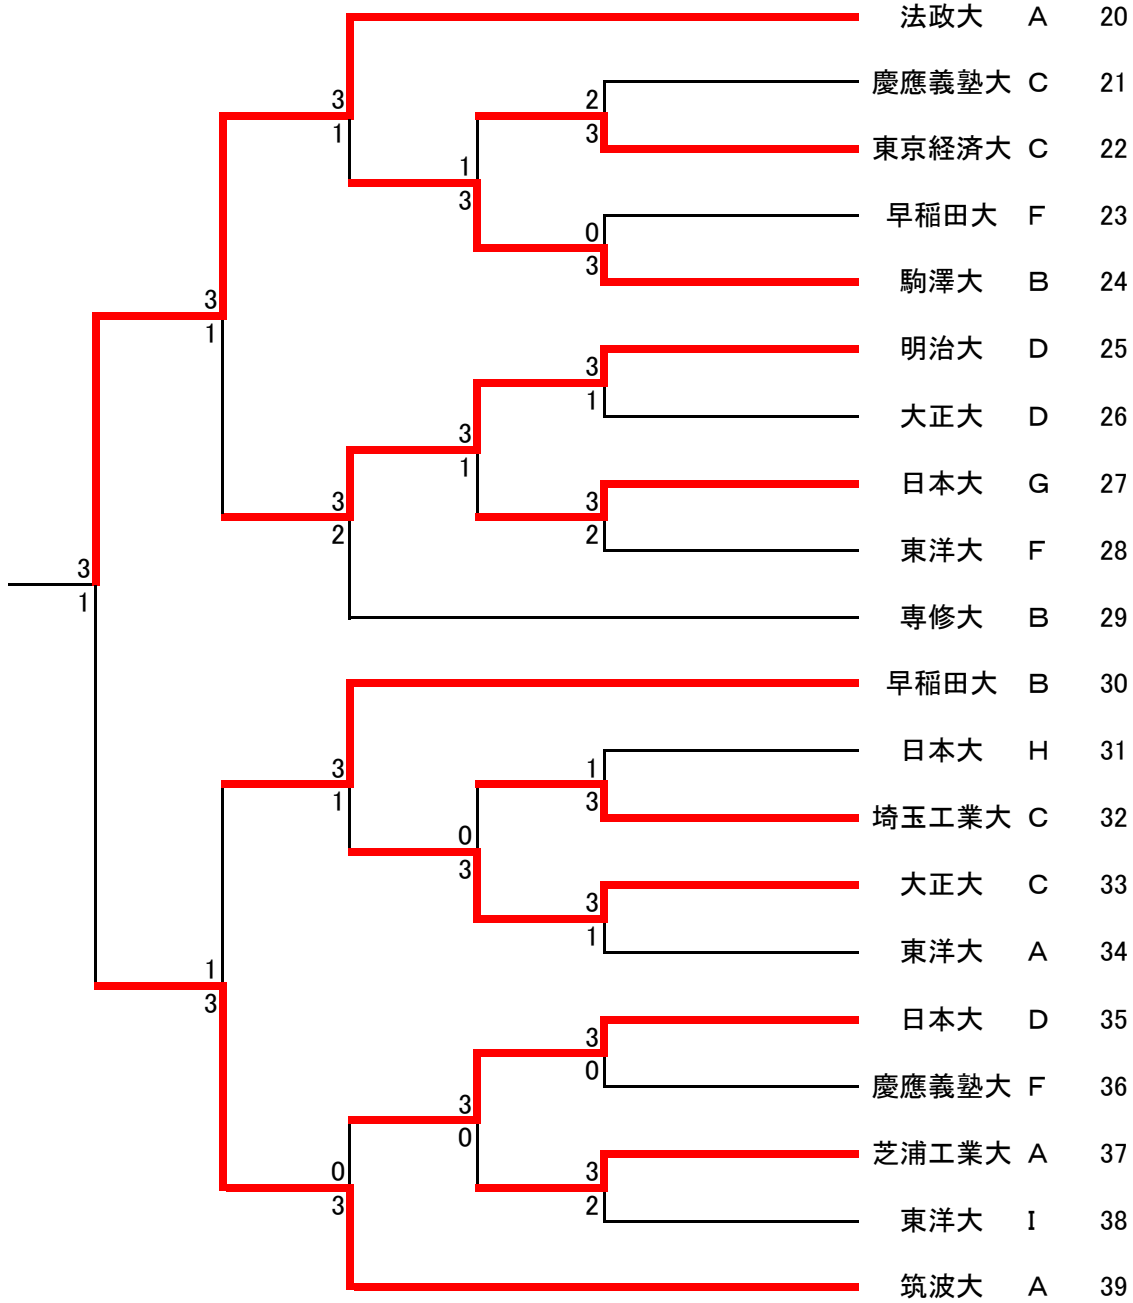 法政大 A 20
慶應義塾大 C 21
3 2
1 3
東京経済大 C 22
1
3
早稲田大 F 23
0
3
駒澤大 B 24
3
1
明治大 D 25
3
1
大正大 D 26
3
1
日本大 G 27
3 3
2 2
東洋大 F 28
3
1
専修大 B 29
早稲田大 B 30
日本大 H 31
3 1
1 3
埼玉工業大 C 32
0
3
大正大 C 33
3
1
東洋大 A 34
1
3
日本大 D 35
3
0
慶應義塾大 F 36
3
0
芝浦工業大 A 37
0 3
3 2
東洋大 I 38
筑波大 A 39